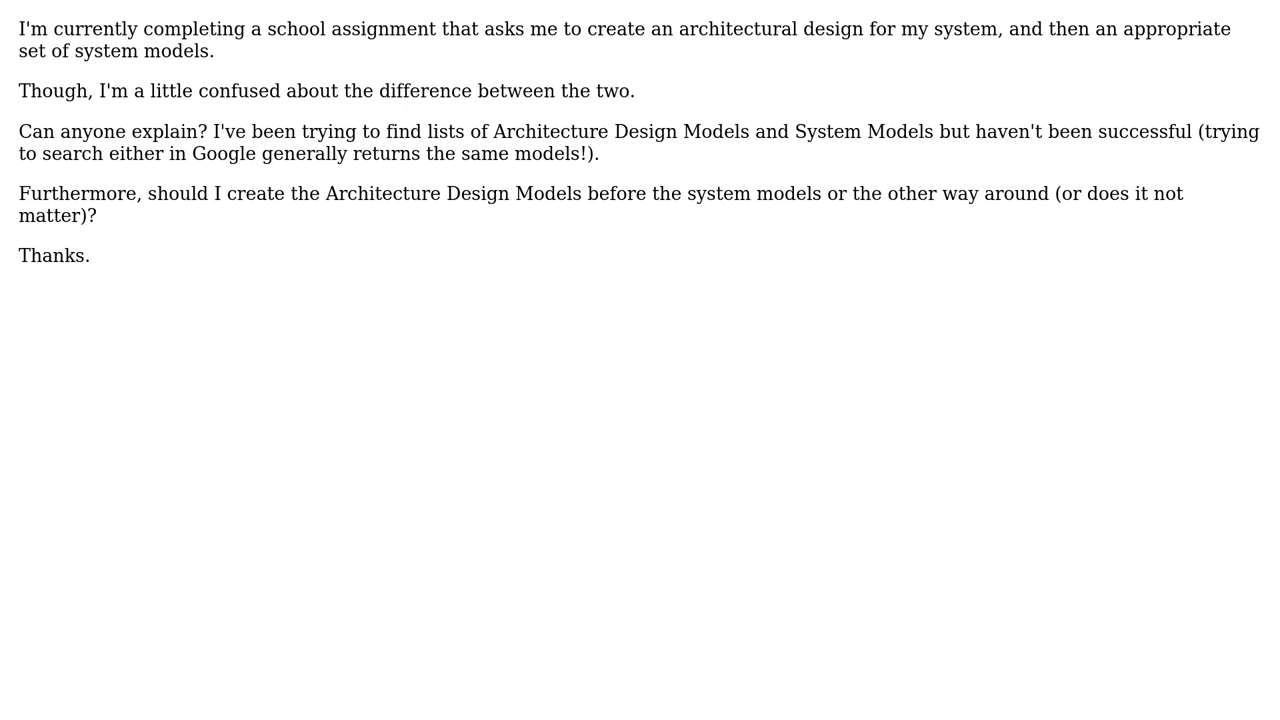 I'm currently completing a school assignment that asks me to create an architectural design for my system, and then an appropriate
set of system models.
Though, I'm a little confused about the difference between the two.
Can anyone explain? I've been trying to find lists of Architecture Design Models and System Models but haven't been successful (trying
to search either in Google generally returns the same models!).
Furthermore, should I create the Architecture Design Models before the system models or the other way around (or does it not
matter)?
Thanks.